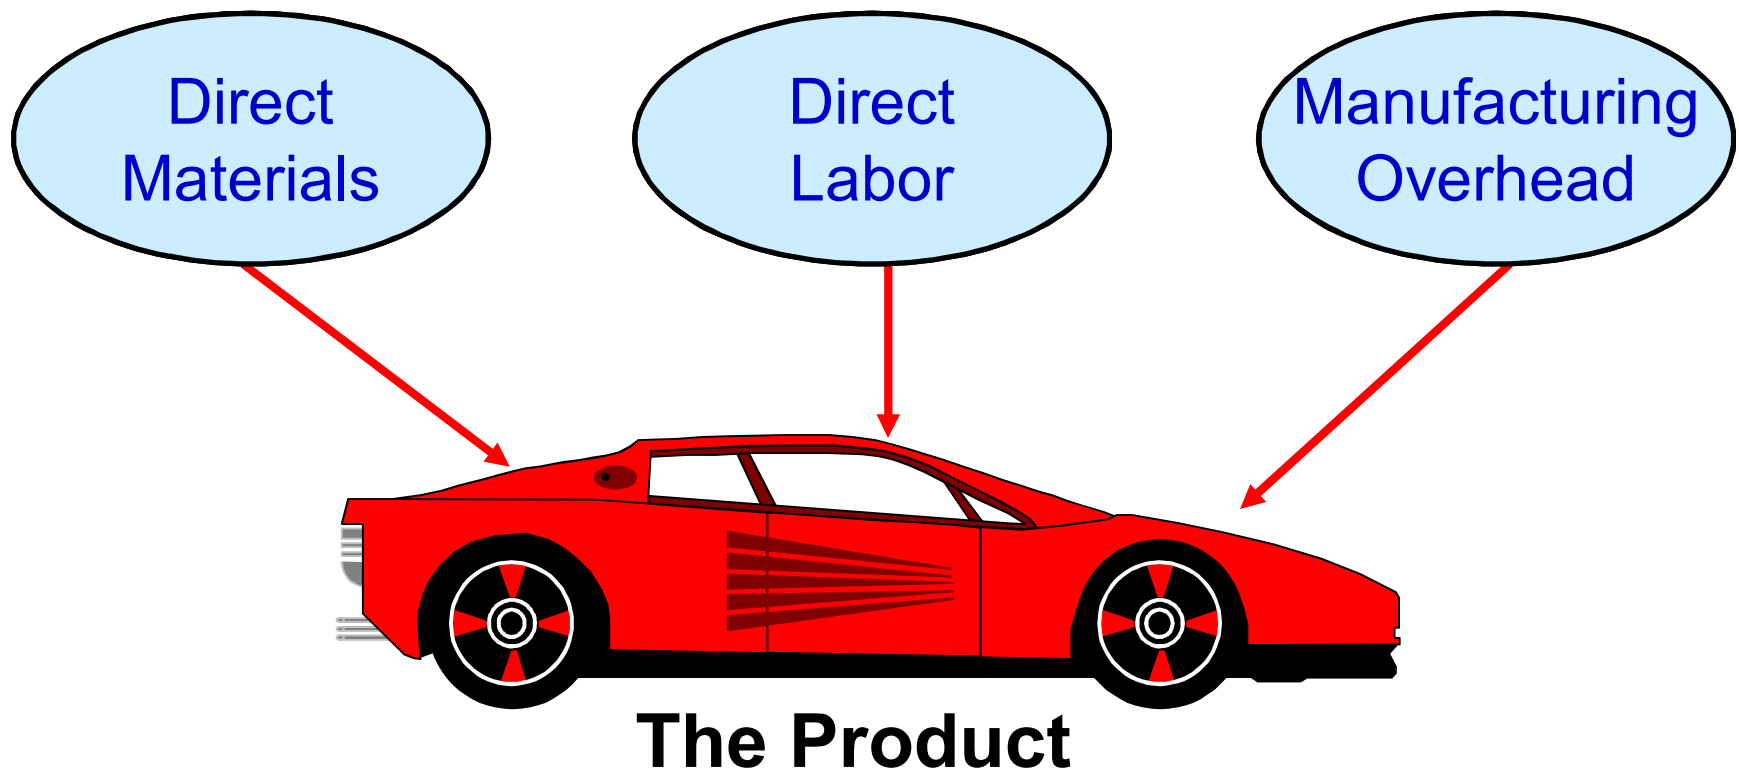 Direct
Materials
Direct
Labor
Manufacturing
Overhead
The Product